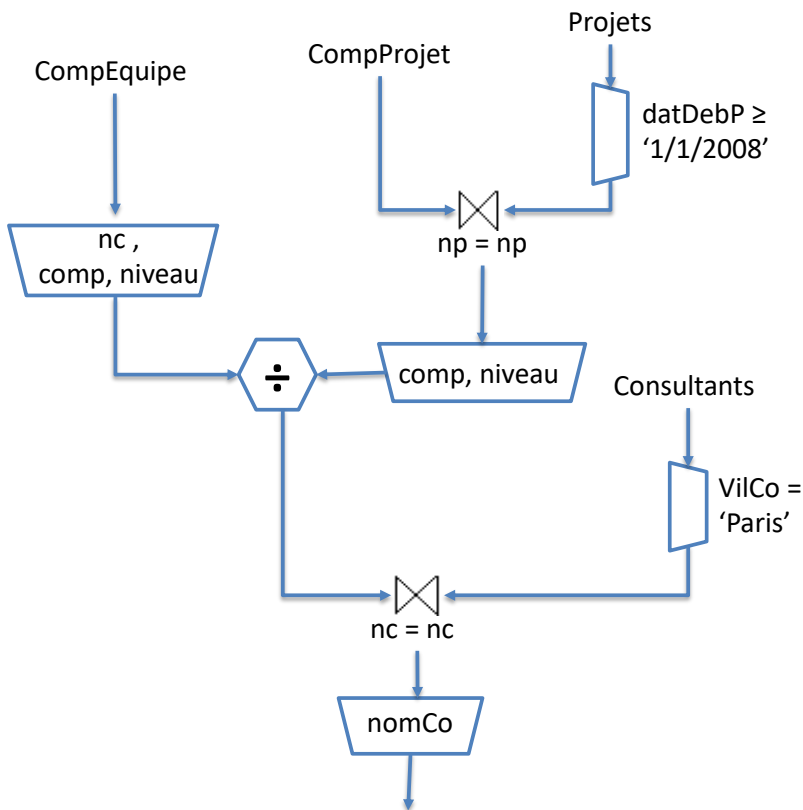 Projets
CompProjet
CompEquipe
datDebP ≥
‘1/1/2008’
nc ,
comp, niveau
np = np
÷
comp, niveau
Consultants
VilCo =
‘Paris’
nc = nc
nomCo